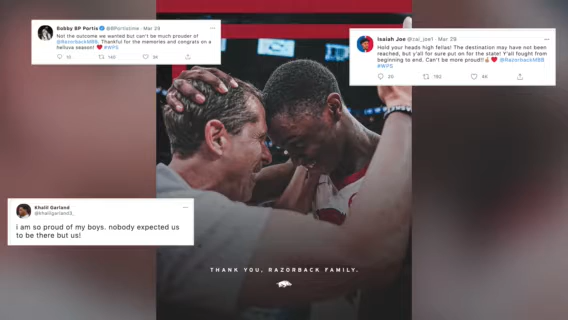 Bobby BP Portis @BPortistime · Mar 29
Not the outcome we wanted but can't be much prouder of
@RazorbackMBB. Thankful for the memories and congrats on a
helluva season! ❤️ #WPS
Isaiah Joe @zai_joe1 · Mar 29
Hold your heads high fellas! The destination may not have been
reached, but y'all for sure put on for the state! Y'all fought from
beginning to end. Can't be more proud!!☝🏽❤️ @RazorbackMBB
#WPS
Khalil Garland
@khalilgarland3_
i am so proud of my boys. nobody expected us
to be there but us!
THANK YOU, RAZORBACK FAMILY.